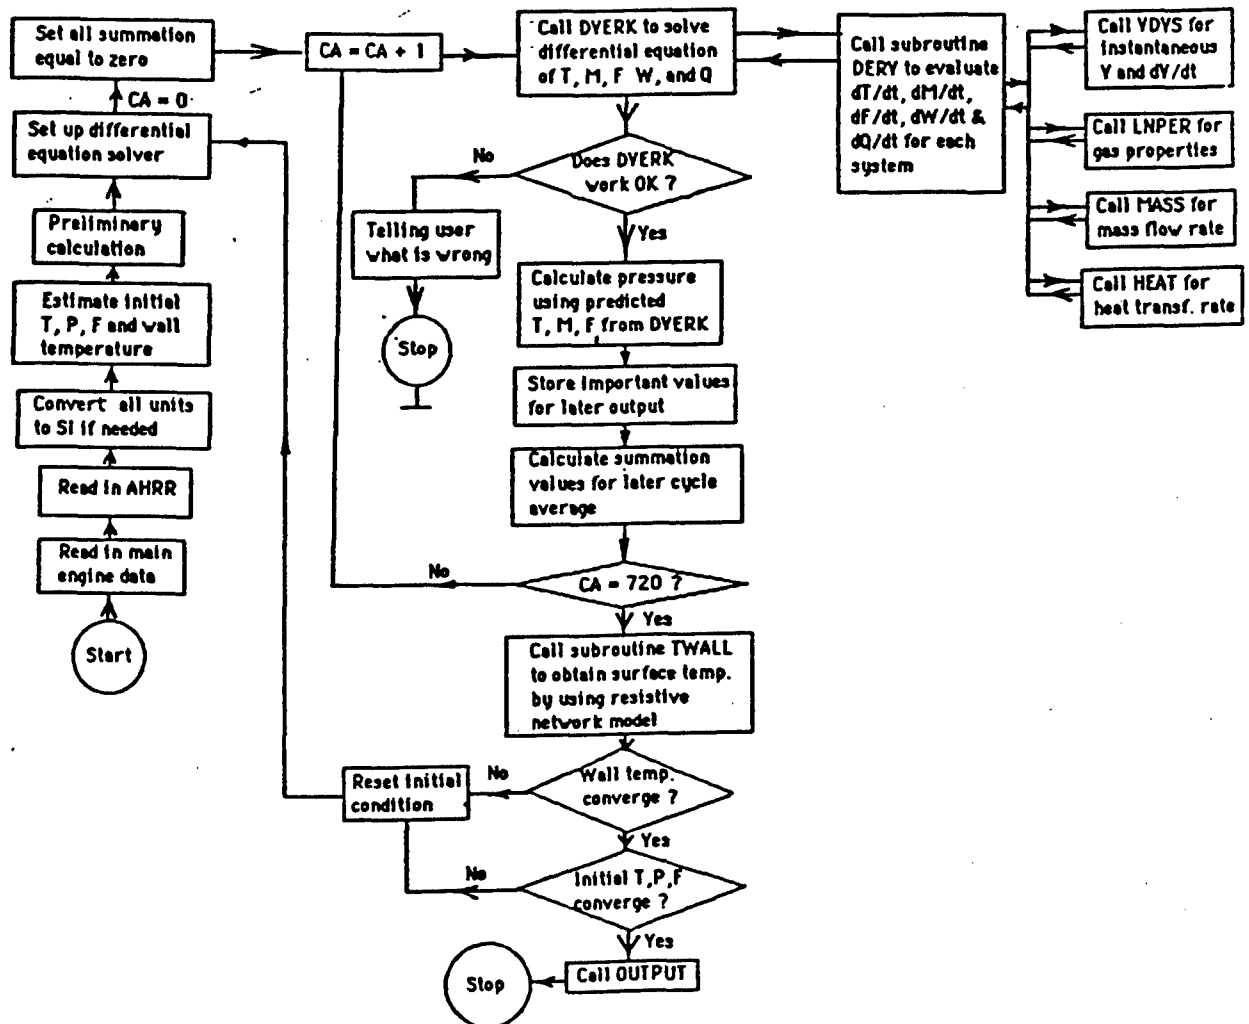 Set all summation
equal to zero
CA = 0
Set up differential
equation solver
Preliminary
calculation
Estimate initial
T, P, F and wall
temperature
Convert all units
to SI if needed
Read in AHRR
Read in main
engine data
Start
CA = CA + 1
Call DYERK to solve
differential equation
of T, M, F W, and Q
Does DYERK
work OK ?
No
Telling user
what is wrong
Stop
Yes
Calculate pressure
using predicted
T, M, F from DYERK
Store important values
for later output
Calculate summation
values for later cycle
average
CA = 720 ?
No
Yes
Call subroutine TWALL
to obtain surface temp.
by using resistive
network model
Wall temp.
converge ?
No
Reset initial
condition
Yes
Initial T,P,F
converge ?
No
Yes
Call OUTPUT
Stop
Call subroutine
DERY to evaluate
dT/dt, dM/dt,
dF/dt, dW/dt &
dQ/dt for each
system
Call YDYS for
instantaneous
V and dV/dt
Call LNPER for
gas properties
Call MASS for
mass flow rate
Call HEAT for
heat transf. rate